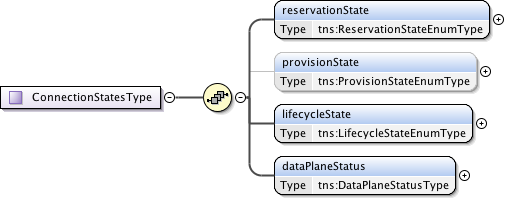 reservationState
Type tns:ReservationStateEnumType
provisionState
Type tns:ProvisionStateEnumType
ConnectionStatesType
lifecycleState
Type tns:LifecycleStateEnumType
dataPlaneStatus
Type tns:DataPlaneStatusType